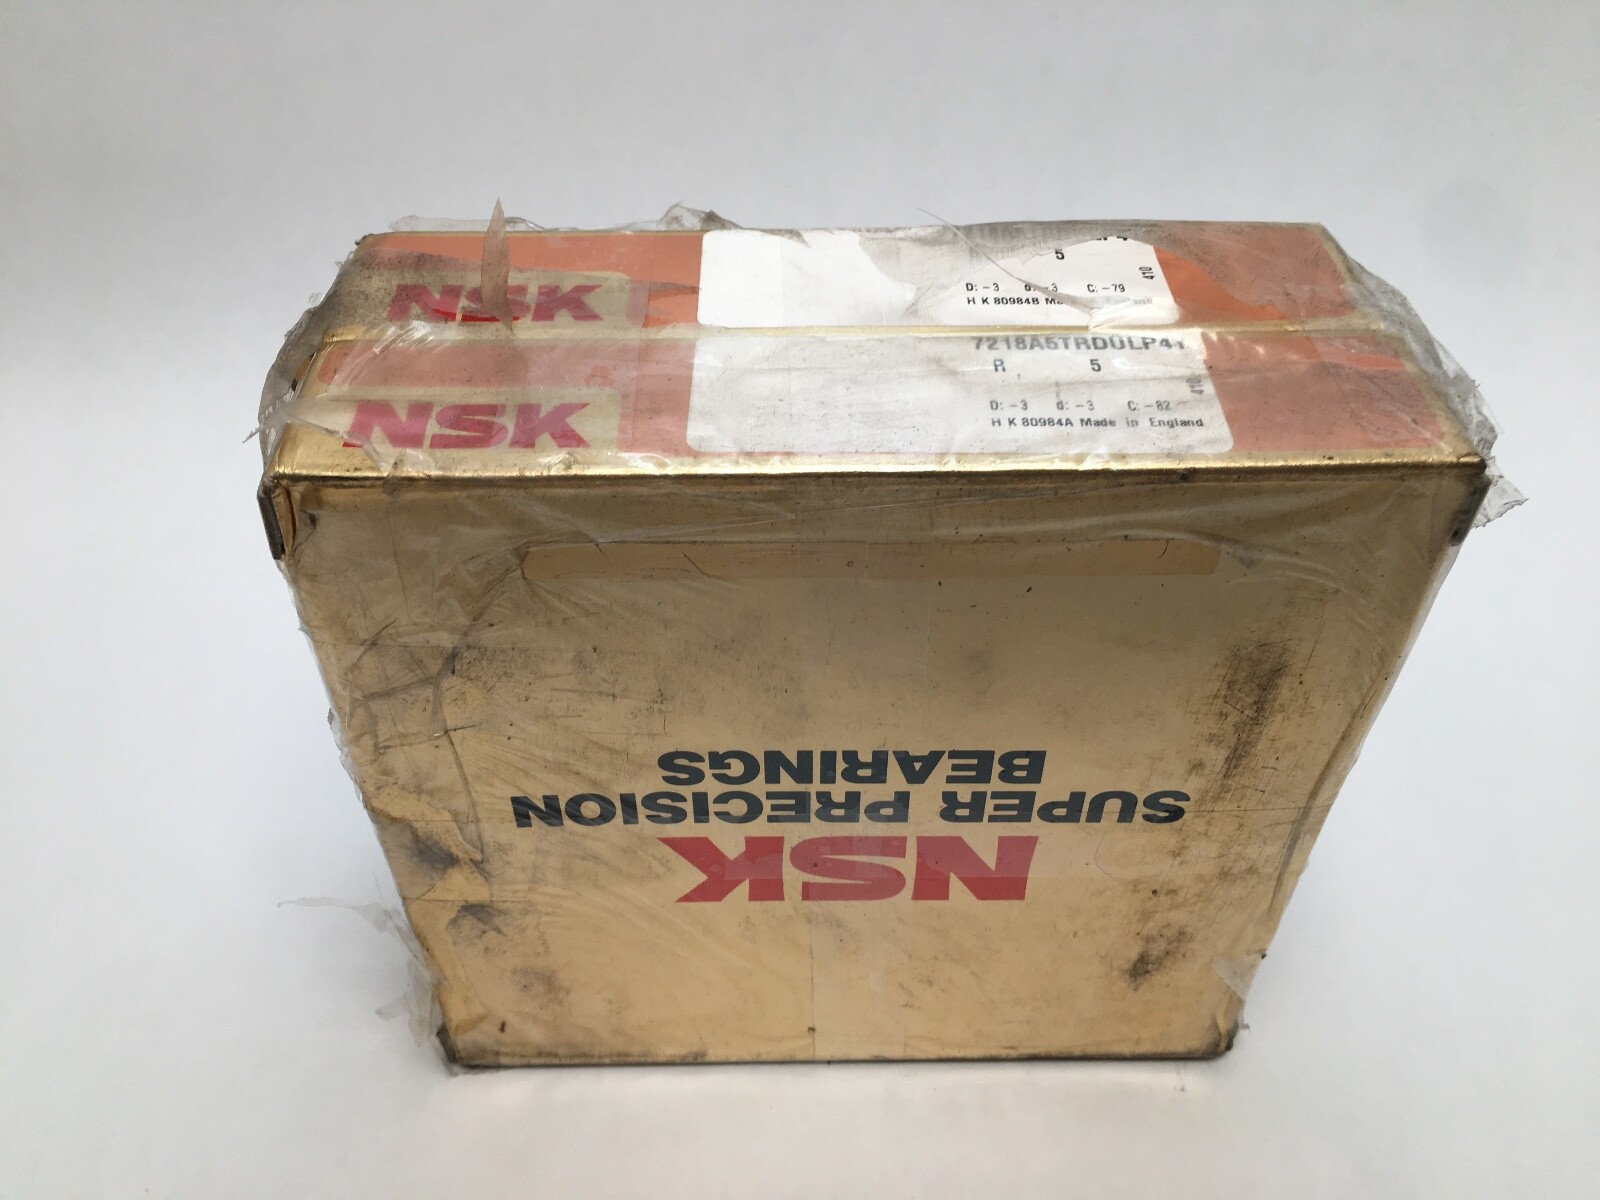 NSK
5
410
D: -3 d: -3 C: -79
H K 80984B
NSK
7218A5TRDULP4Y
R 5
410
D: -3 d: -3 C: -82
H K 80984A Made in England
NSK
SUPER PRECISION
BEARINGS